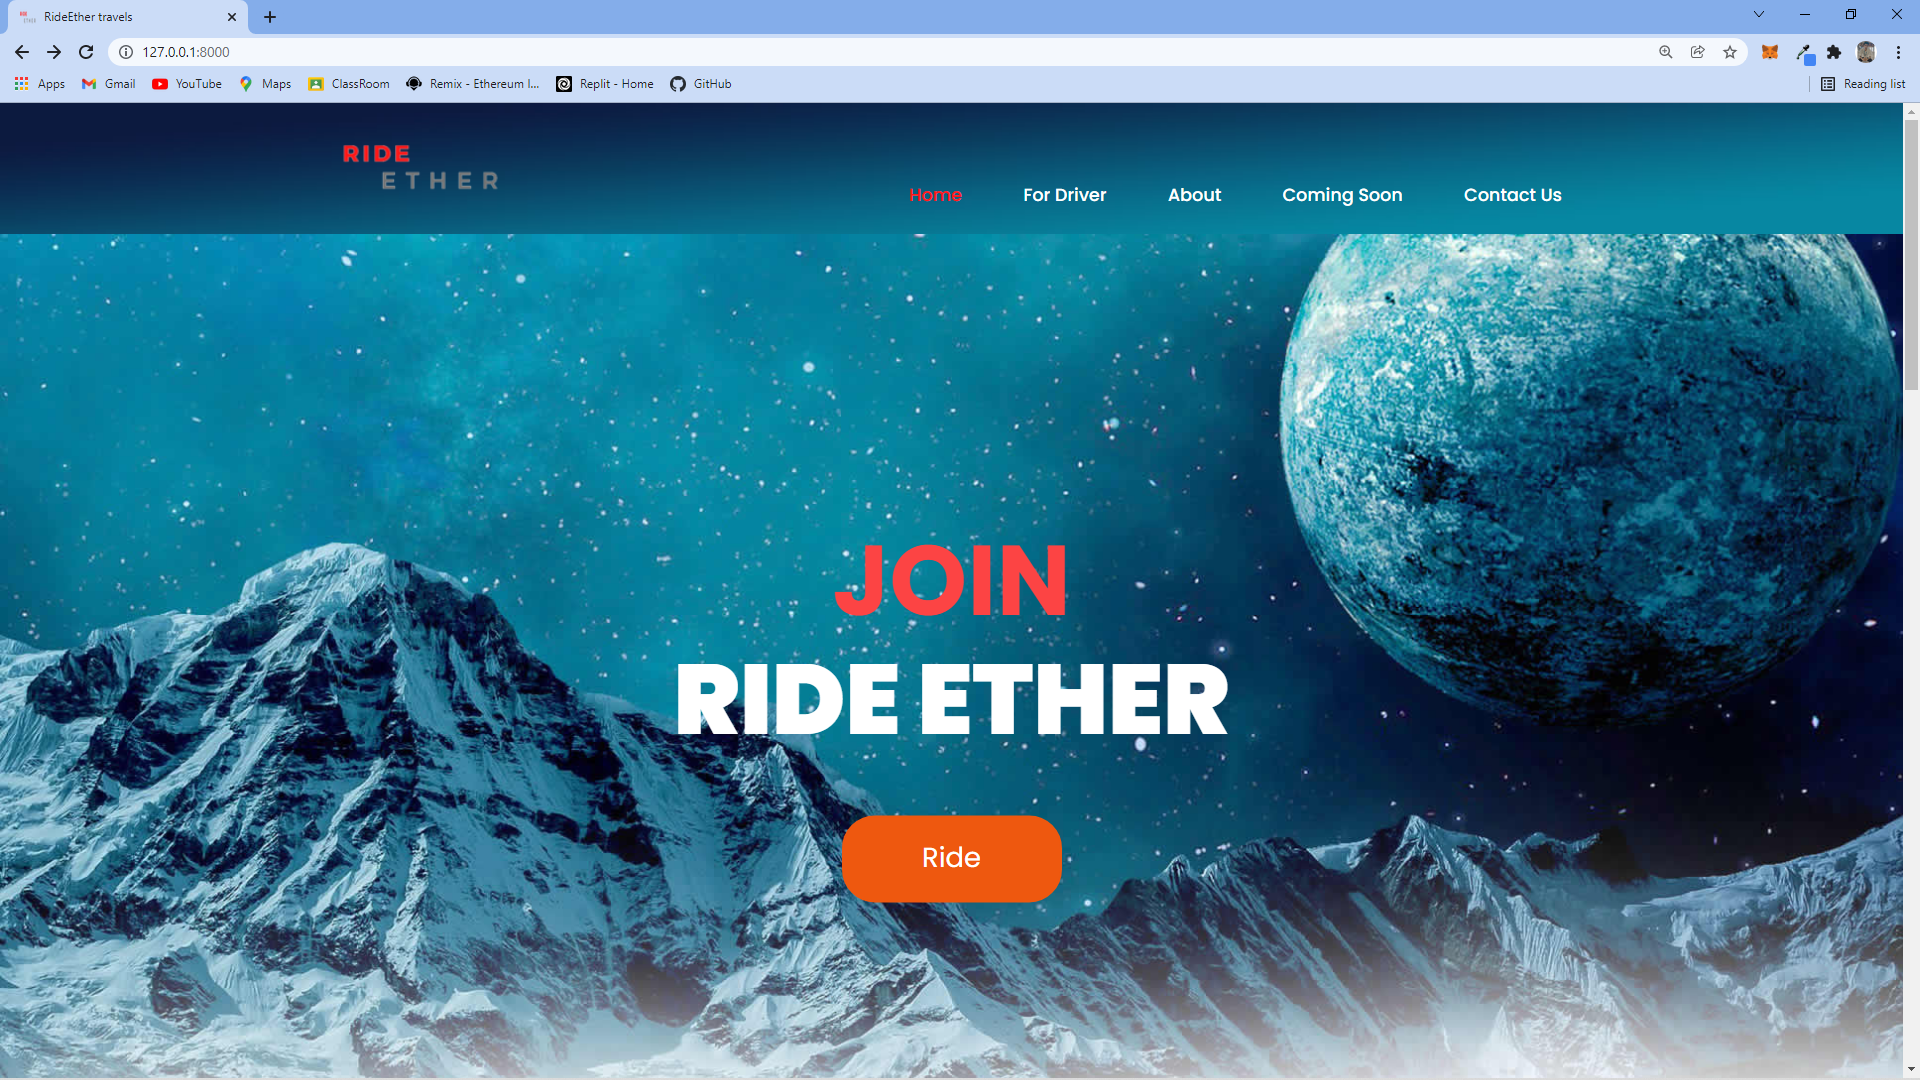 RideEther travels
127.0.0.1:8000
Apps Gmail YouTube Maps ClassRoom Remix - Ethereum I... Replit - Home GitHub Reading list
RIDE
ETHER
Home For Driver About Coming Soon Contact Us
JOIN
RIDE ETHER
Ride